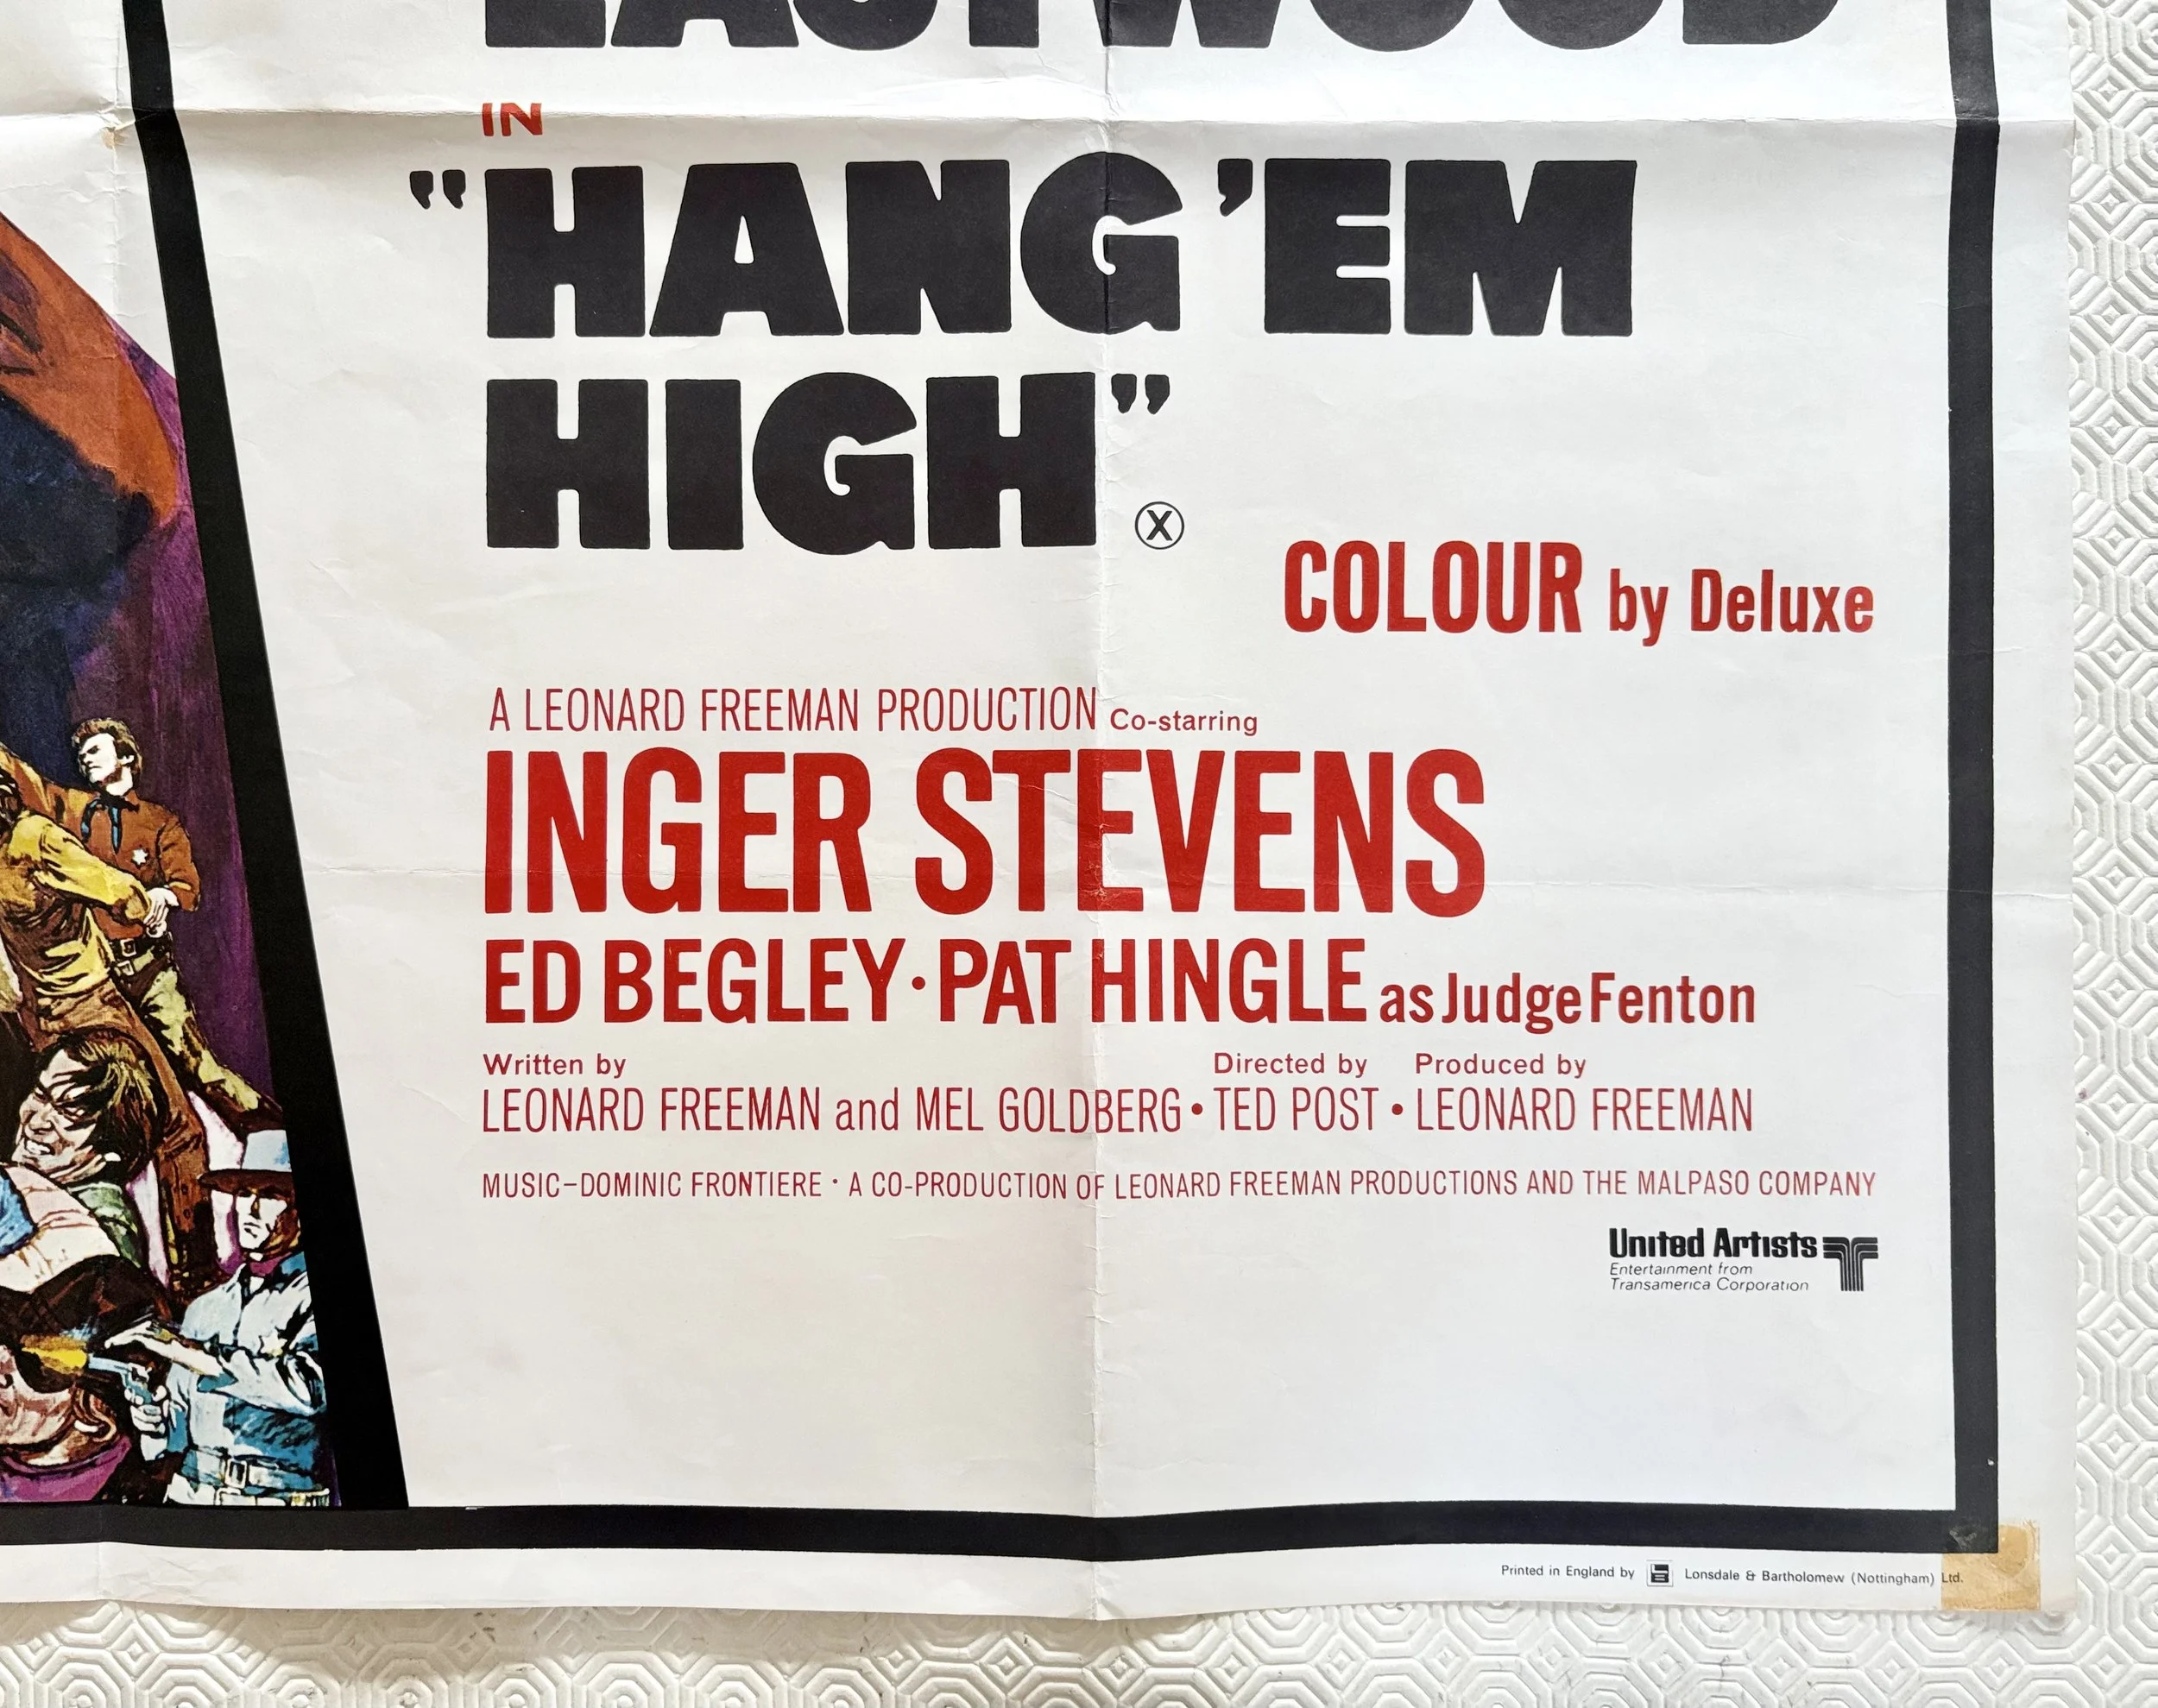 EASTWOOD
IN
"HANG 'EM
HIGH"
X
COLOUR by Deluxe
A LEONARD FREEMAN PRODUCTION Co-starring
INGER STEVENS
ED BEGLEY · PAT HINGLE as Judge Fenton
Written by Directed by Produced by
LEONARD FREEMAN and MEL GOLDBERG • TED POST • LEONARD FREEMAN
MUSIC–DOMINIC FRONTIERE · A CO-PRODUCTION OF LEONARD FREEMAN PRODUCTIONS AND THE MALPASO COMPANY
United Artists
Entertainment from
Transamerica Corporation
Printed in England by Lonsdale & Bartholomew (Nottingham) Ltd.